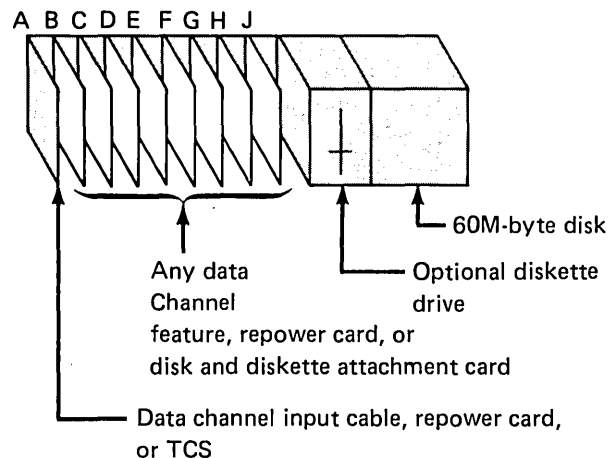 A B C D E F G H J
60M-byte disk
Optional diskette
drive
Any data
Channel
feature, repower card, or
disk and diskette attachment card
Data channel input cable, repower card,
or TCS